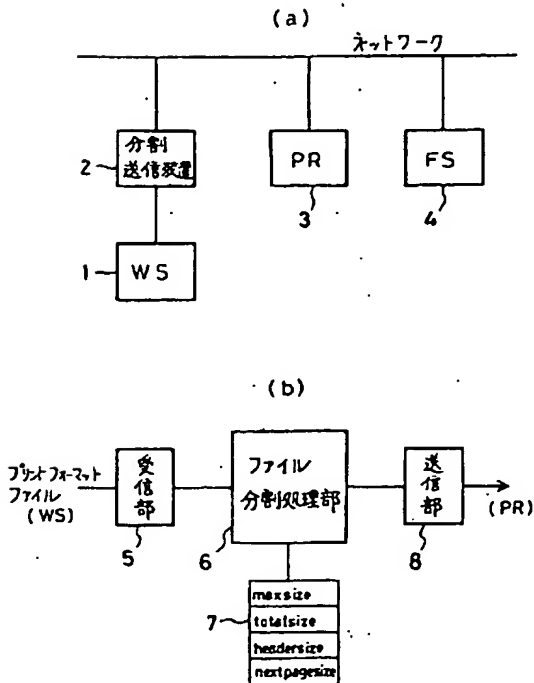 (a)
ネットワーク
分割
送信装置
2
PR
3
FS
4
1
WS
(b)
プリントフォーマット
ファイル
(WS)
受信部
5
ファイル
分割処理部
6
送信部
8
(PR)
7
maxsize
totalsize
headersize
nextpagesize